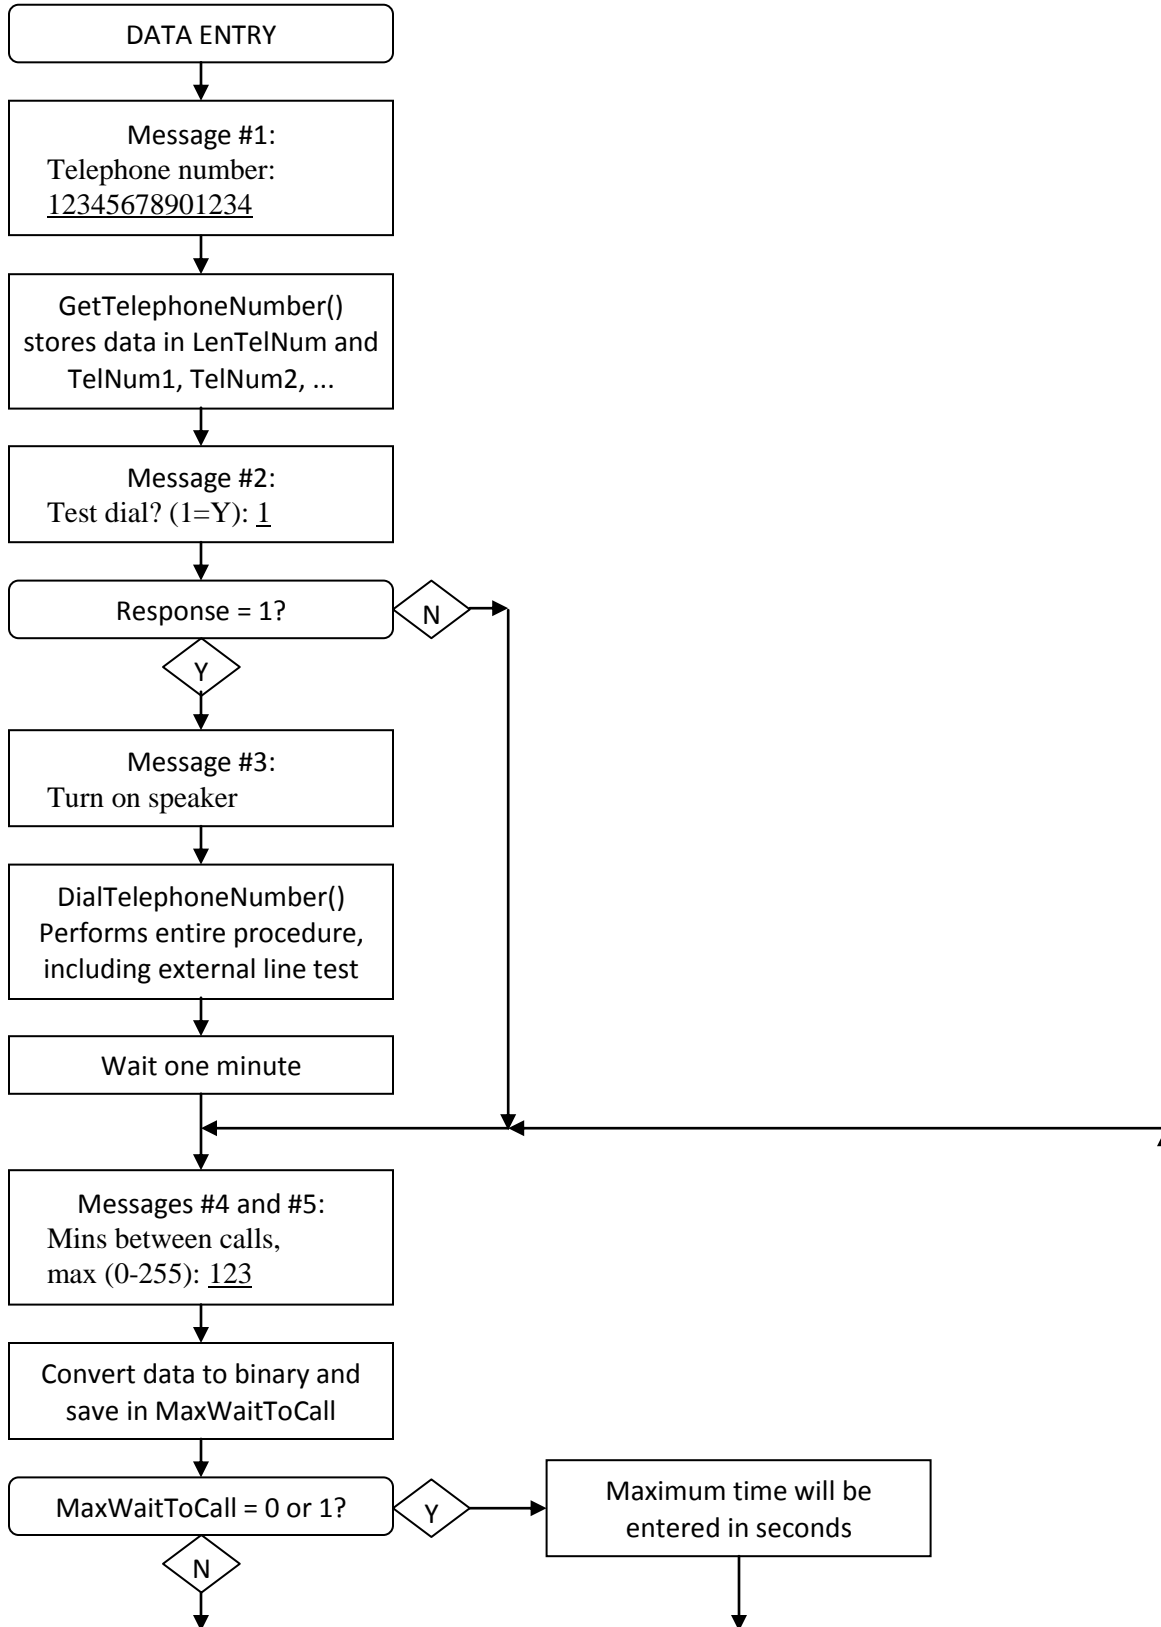 DATA ENTRY
Message #1:
Telephone number:
12345678901234
GetTelephoneNumber()
stores data in LenTelNum and
TelNum1, TelNum2, ...
Message #2:
Test dial? (1=Y): 1
Response = 1?
N
Y
Message #3:
Turn on speaker
DialTelephoneNumber()
Performs entire procedure,
including external line test
Wait one minute
Messages #4 and #5:
Mins between calls,
max (0-255): 123
Convert data to binary and
save in MaxWaitToCall
MaxWaitToCall = 0 or 1?
Y
Maximum time will be
entered in seconds
N